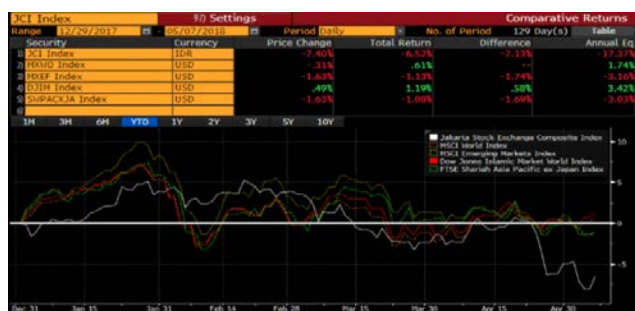 JCI Index 97) Settings Comparative Returns
Range 12/29/2017 - 05/07/2018 Period Daily No. of Period 129 Day(s) Table
Security Currency Price Change Total Return Difference Annual Eq
1) JCI Index IDR -7.40% -6.52% -7.13% -17.37%
2) MXWO Index USD -.31% .61% -- 1.74%
3) MXEF Index USD -1.63% -1.13% -1.74% -3.16%
4) DJIM Index USD .49% 1.19% .58% 3.42%
5) SWPACXJA Index USD -1.63% -1.08% -1.69% -3.03%
6)
1M 3M 6M YTD 1Y 2Y 3Y 5Y 10Y
Jakarta Stock Exchange Composite Index
MSCI World Index
MSCI Emerging Markets Index
Dow Jones Islamic Market World Index
FTSE Shariah Asia Pacific ex Japan Index
10
5
0
-5
Dec 31 Jan 15 Jan 31 Feb 14 Feb 28 Mar 15 Mar 30 Apr 15 Apr 30